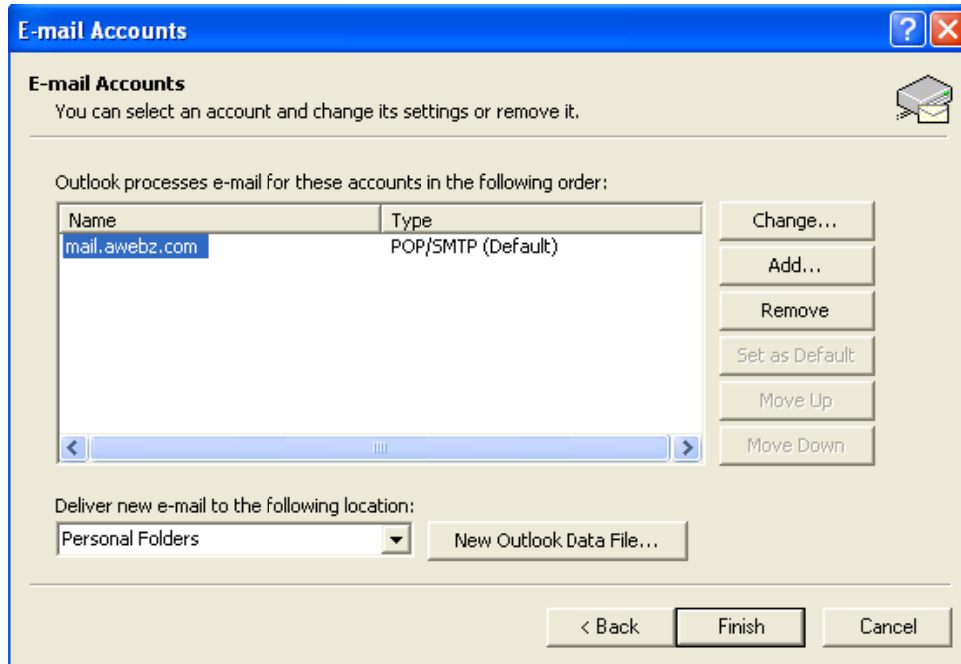 E-mail Accounts
E-mail Accounts
You can select an account and change its settings or remove it.
Outlook processes e-mail for these accounts in the following order:
Name Type
mail.awebz.com POP/SMTP (Default)
Change...
Add...
Remove
Set as Default
Move Up
Move Down
Deliver new e-mail to the following location:
Personal Folders New Outlook Data File...
< Back Finish Cancel